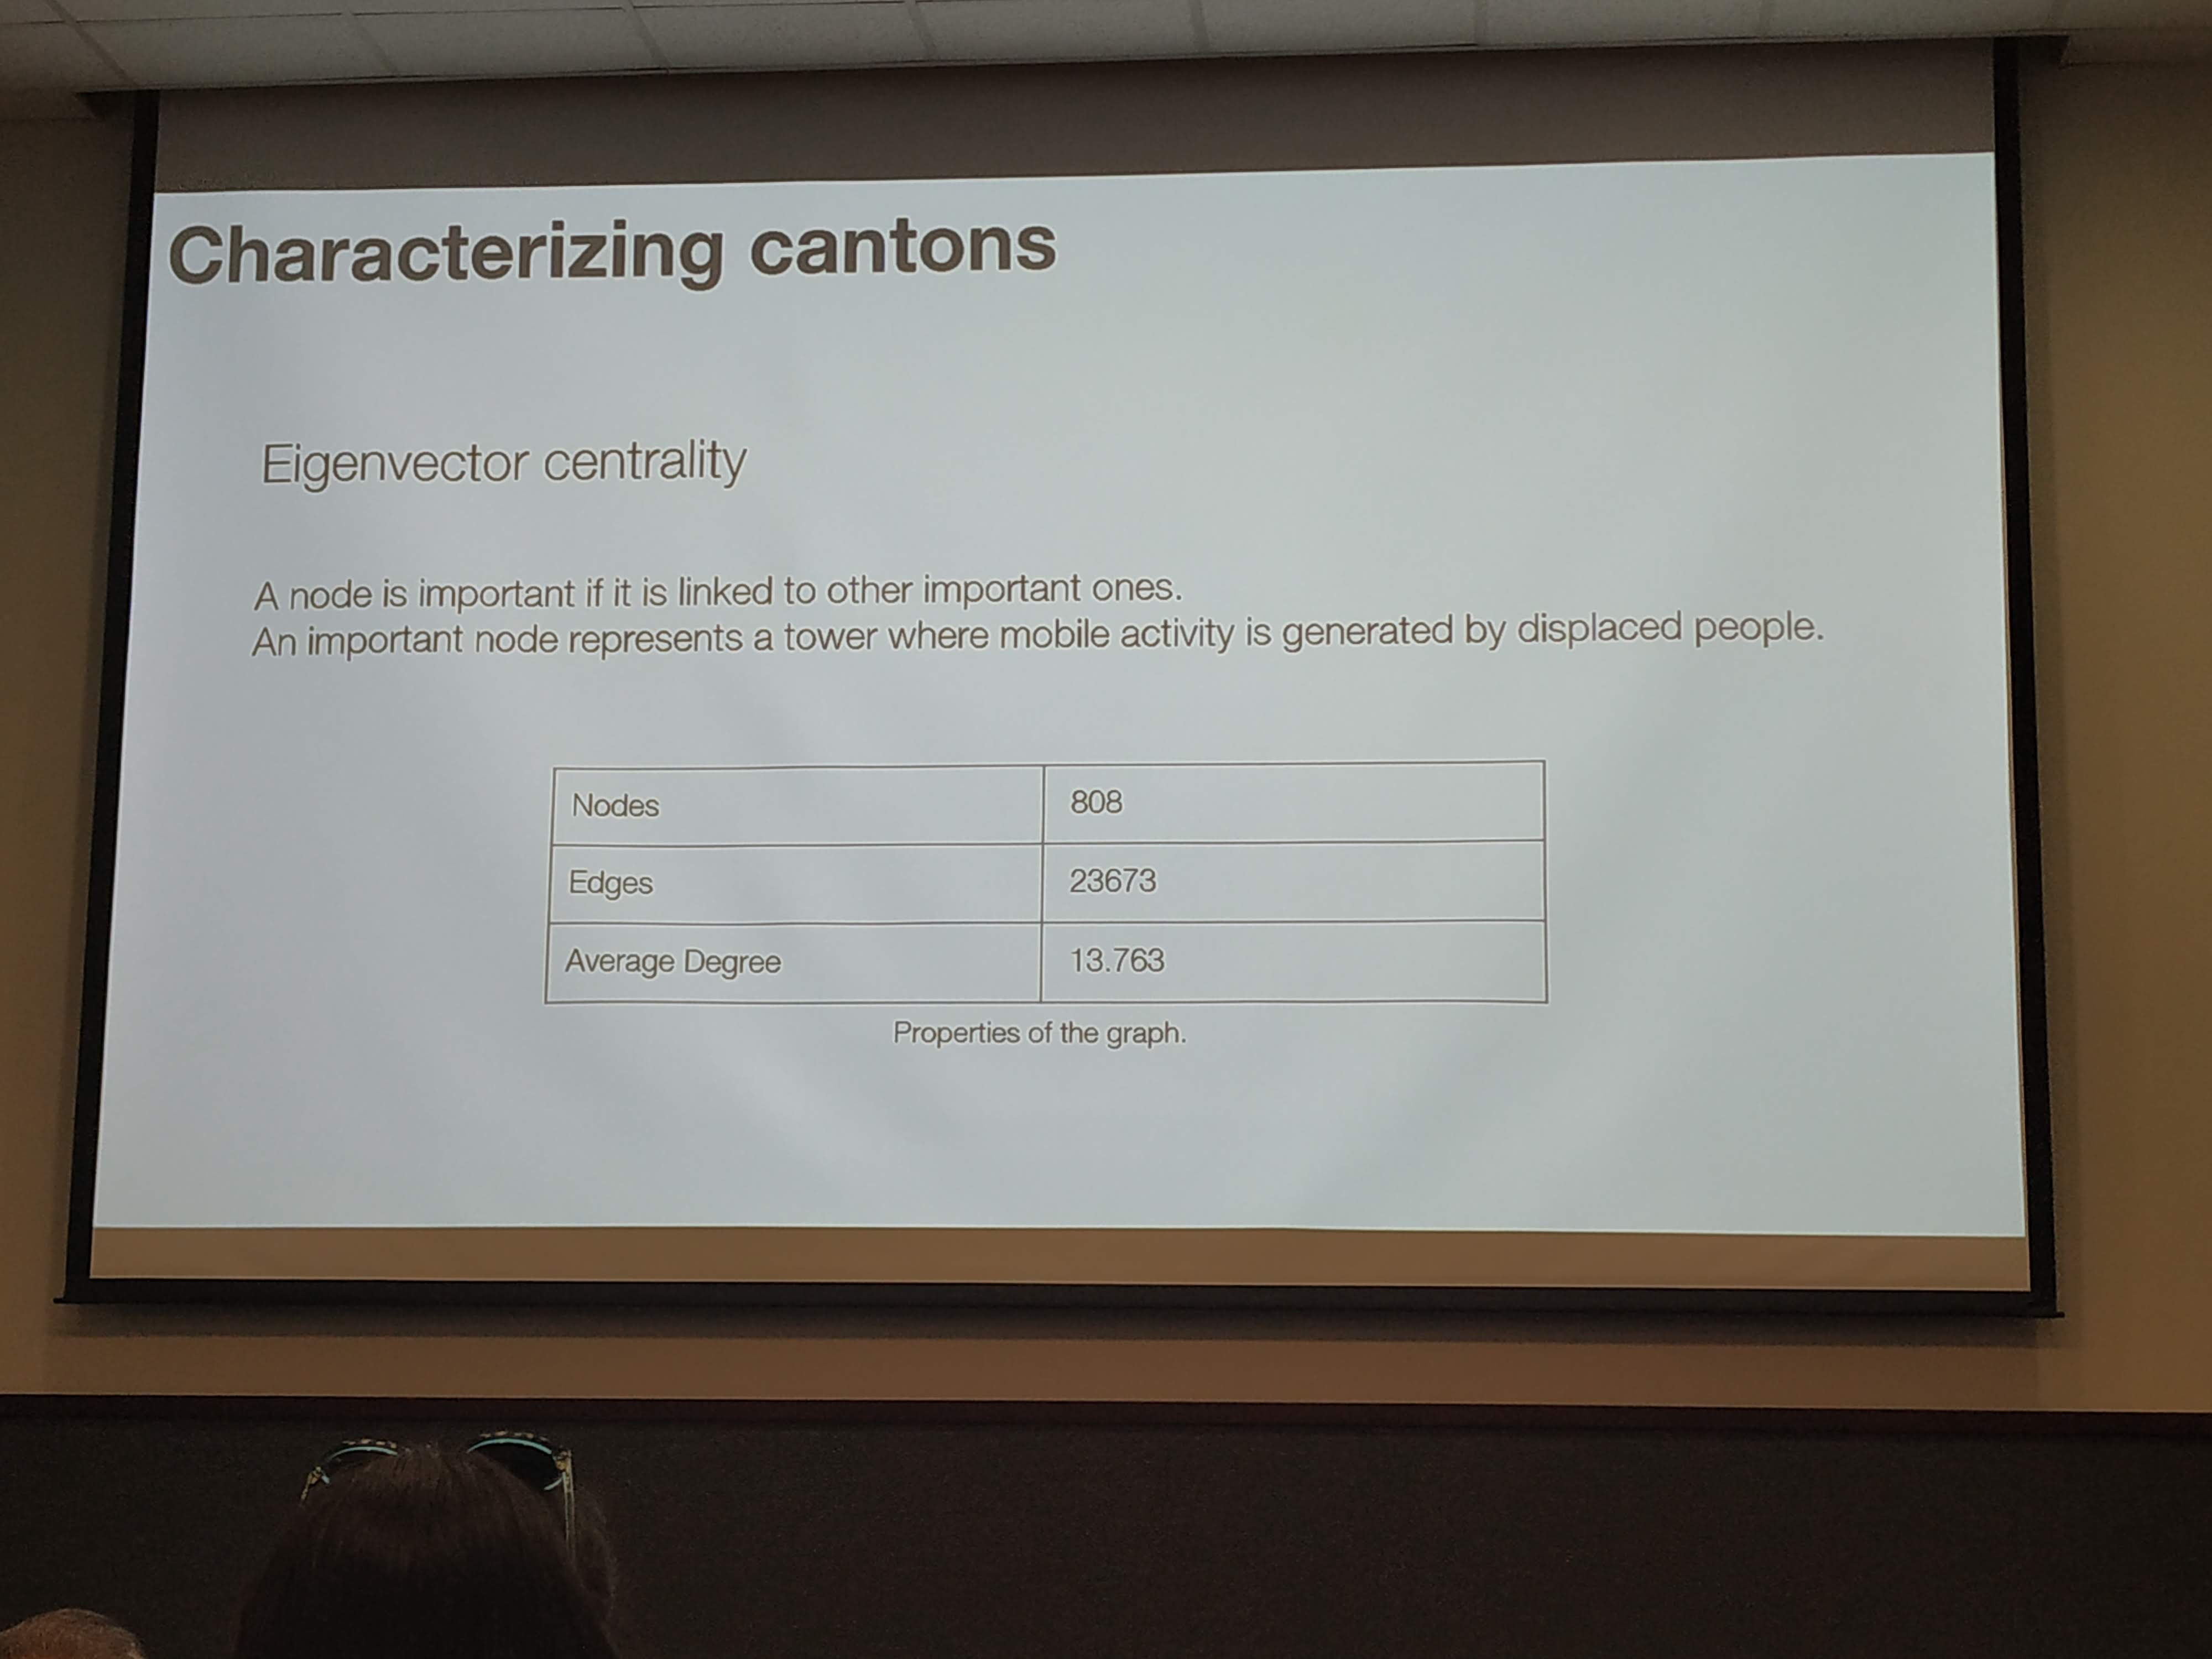 Characterizing cantons
Eigenvector centrality
A node is important if it is linked to other important ones.
An important node represents a tower where mobile activity is generated by displaced people.
Nodes 808
Edges 23673
Average Degree 13.763
Properties of the graph.